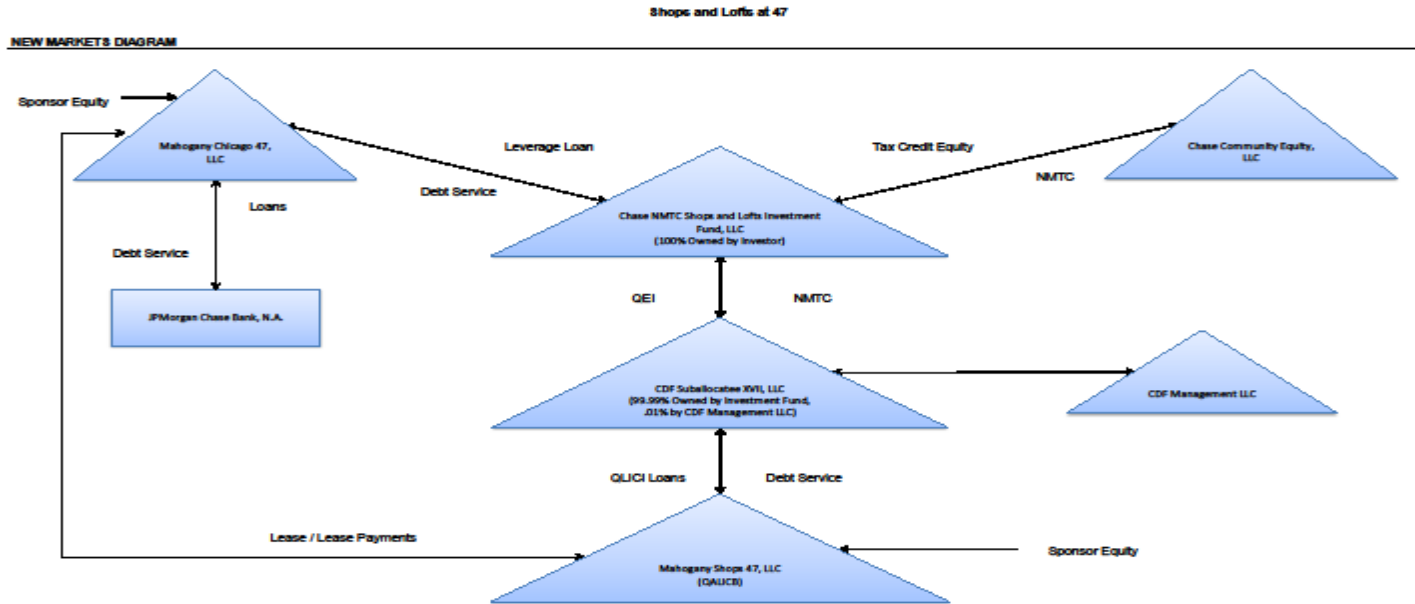 Shops and Lofts at 47
NEW MARKETS DIAGRAM
Sponsor Equity
Mahogany Chicago 47,
LLC
Leverage Loan
Debt Service
Tax Credit Equity
NMTC
Chase Community Equity,
LLC
Loans
Debt Service
JPMorgan Chase Bank, N.A.
Chase NMTC Shops and Lofts Investment
Fund, LLC
(100% Owned by Investor)
QEI
NMTC
CDF Suballocatee XVII, LLC
(99.99% Owned by Investment Fund,
.01% by CDF Management LLC)
CDF Management LLC
QLICI Loans
Debt Service
Lease / Lease Payments
Mahogany Shops 47, LLC
(QALICB)
Sponsor Equity